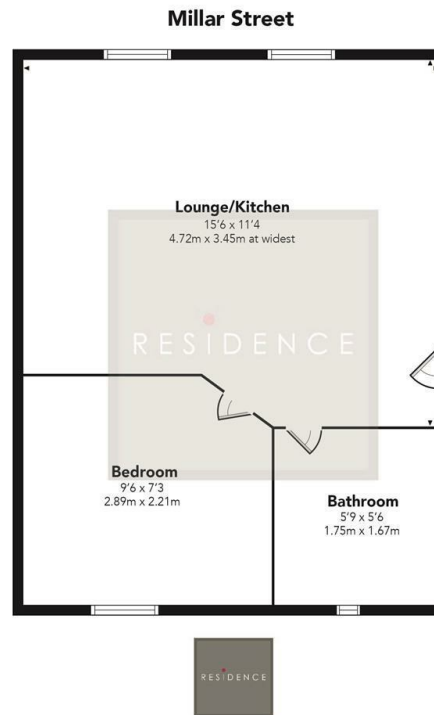 Millar Street
Lounge/Kitchen
15'6 x 11'4
4.72m x 3.45m at widest
RESIDENCE
Bedroom
9'6 x 7'3
2.89m x 2.21m
Bathroom
5'9 x 5'6
1.75m x 1.67m
RESIDENCE